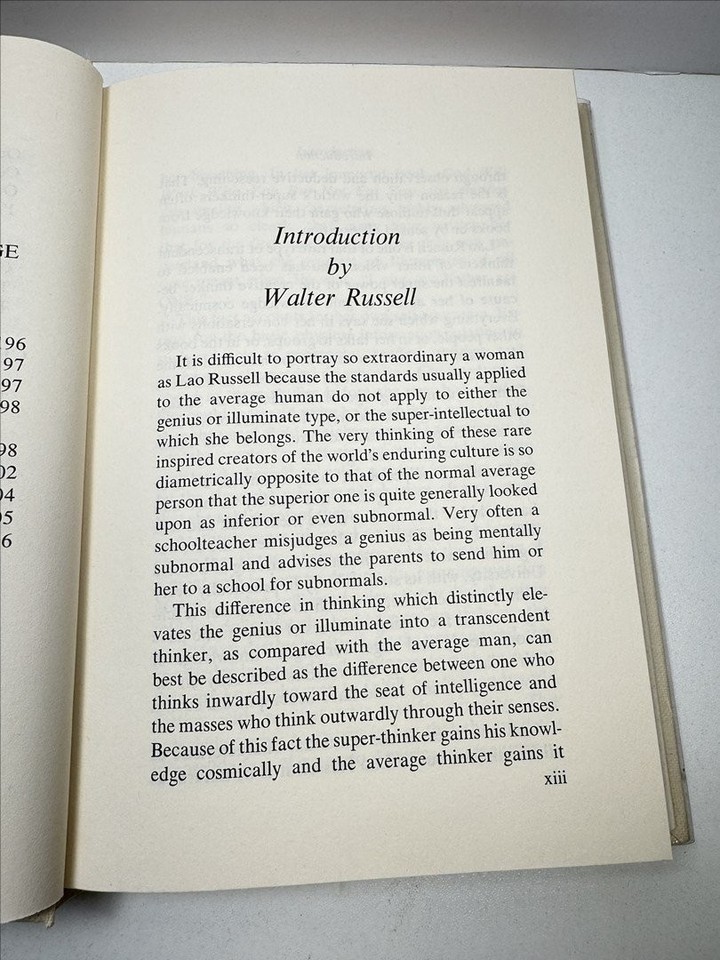 GE
196
97
97
98
98
02
04
05
6
Introduction
by
Walter Russell
It is difficult to portray so extraordinary a woman
as Lao Russell because the standards usually applied
to the average human do not apply to either the
genius or illuminate type, or the super-intellectual to
which she belongs. The very thinking of these rare
inspired creators of the world's enduring culture is so
diametrically opposite to that of the normal average
person that the superior one is quite generally looked
upon as inferior or even subnormal. Very often a
schoolteacher misjudges a genius as being mentally
subnormal and advises the parents to send him or
her to a school for subnormals.
This difference in thinking which distinctly ele-
vates the genius or illuminate into a transcendent
thinker, as compared with the average man, can
best be described as the difference between one who
thinks inwardly toward the seat of intelligence and
the masses who think outwardly through their senses.
Because of this fact the super-thinker gains his knowl-
edge cosmically and the average thinker gains it
xiii